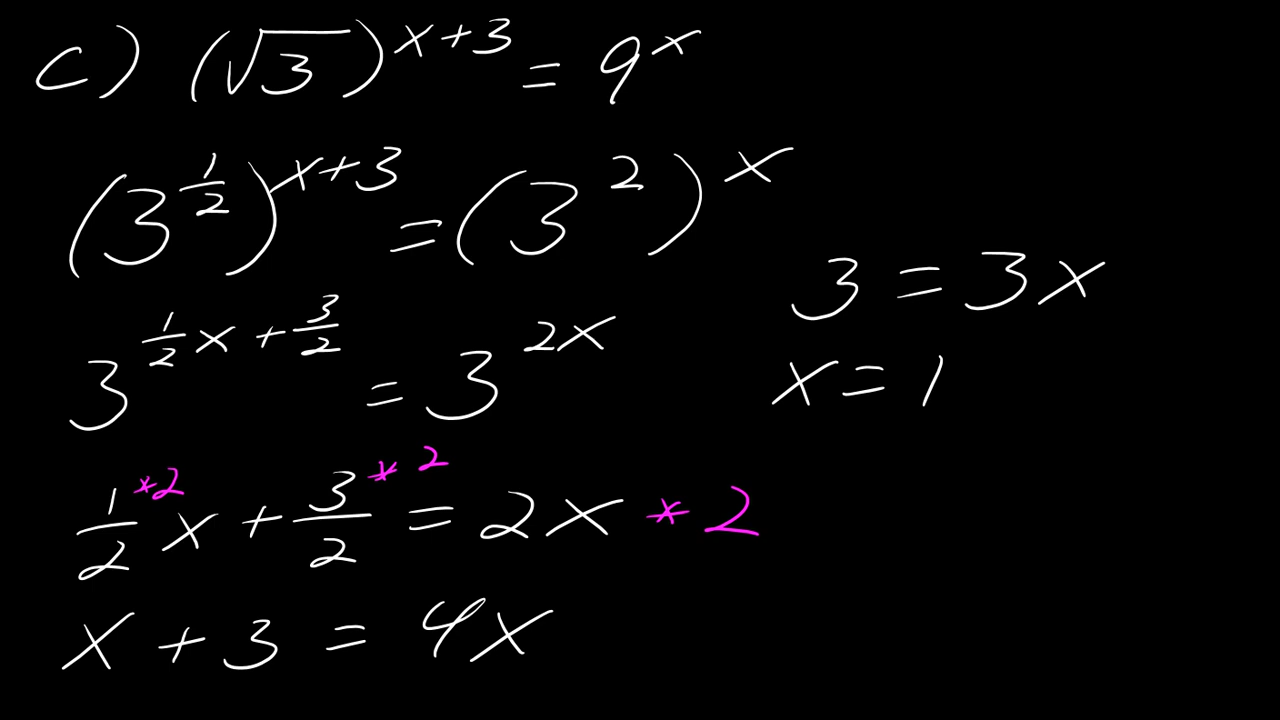 c) (√3)^(x+3) = 9^x
(3^(1/2))^(x+3) = (3^2)^x
3^(1/2 x + 3/2) = 3^(2x)
1/2 *2 x + 3/2 *2 = 2x *2
x + 3 = 4x
3 = 3x
x = 1